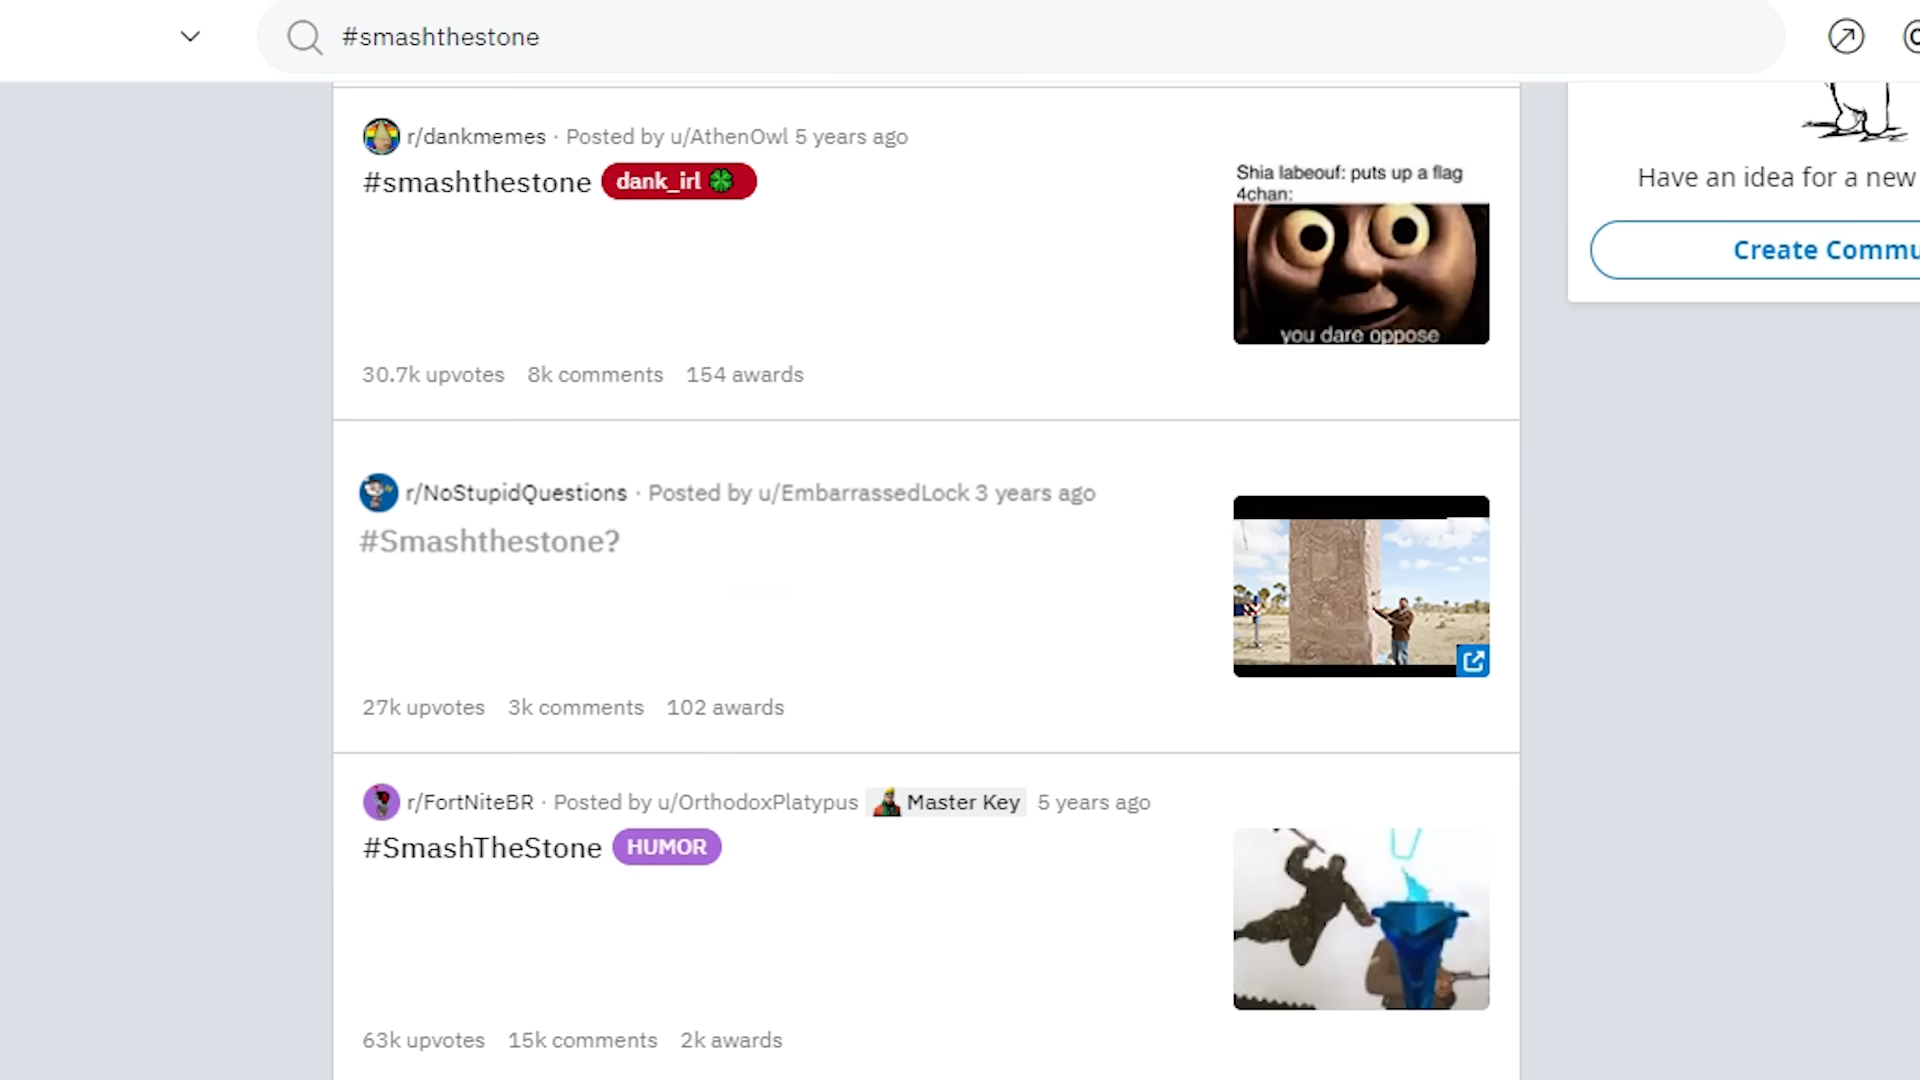 #smashthestone
r/dankmemes · Posted by u/AthenOwl 5 years ago
#smashthestone dank_irl
Shia labeouf: puts up a flag
4chan:
you dare oppose
30.7k upvotes 8k comments 154 awards
Have an idea for a new
Create Commu
r/NoStupidQuestions · Posted by u/EmbarrassedLock 3 years ago
#Smashthestone?
27k upvotes 3k comments 102 awards
r/FortNiteBR · Posted by u/OrthodoxPlatypus Master Key 5 years ago
#SmashTheStone HUMOR
63k upvotes 15k comments 2k awards